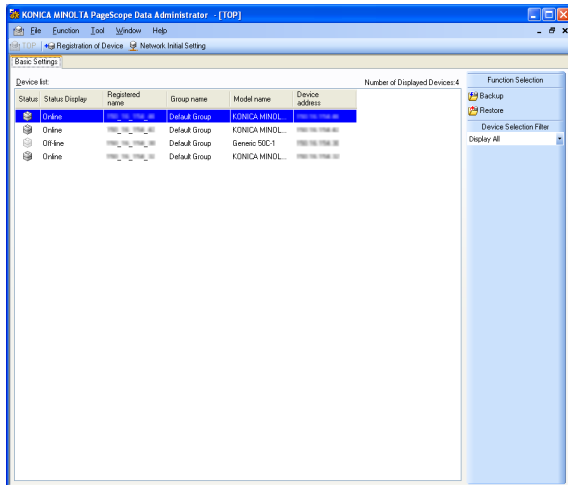 KONICA MINOLTA PageScope Data Administrator - [TOP]
File Function Tool Window Help
TOP Registration of Device Network Initial Setting
Basic Settings
Device list: Number of Displayed Devices:4
Function Selection
Backup
Restore
Device Selection Filter
Display All
Status Status Display Registered name Group name Model name Device address
Online Default Group KONICA MINOL...
Online Default Group KONICA MINOL...
Off-line Default Group Generic 50C-1
Online Default Group KONICA MINOL...